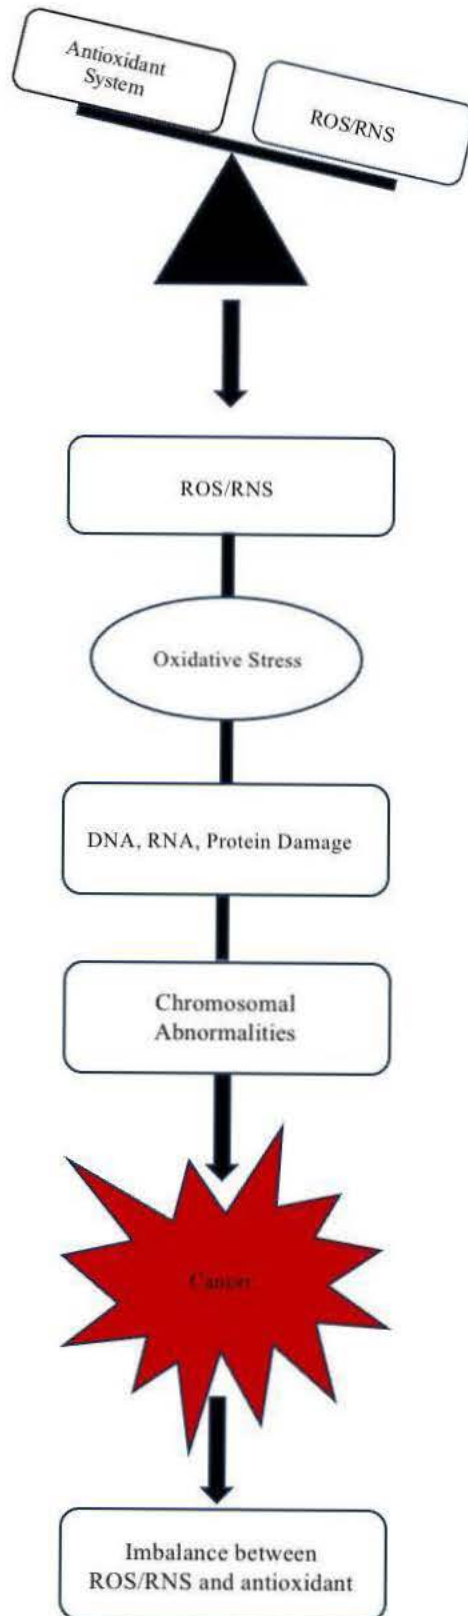 Antioxidant
System
ROS/RNS
ROS/RNS
Oxidative Stress
DNA, RNA, Protein Damage
Chromosomal
Abnormalities
Cancer
Imbalance between
ROS/RNS and antioxidant